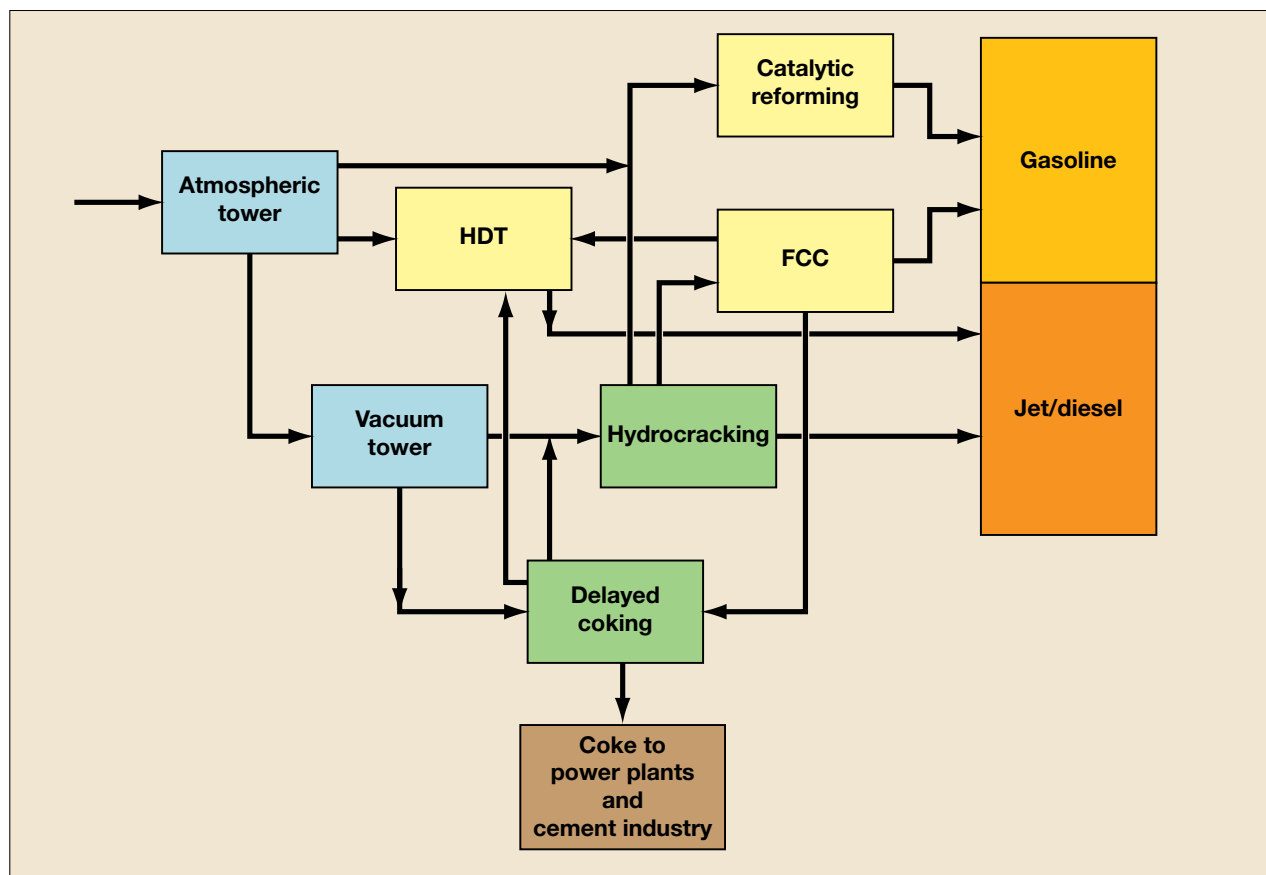 Catalytic
reforming
Gasoline
Atmospheric
tower
HDT
FCC
Jet/diesel
Vacuum
tower
Hydrocracking
Delayed
coking
Coke to
power plants
and
cement industry